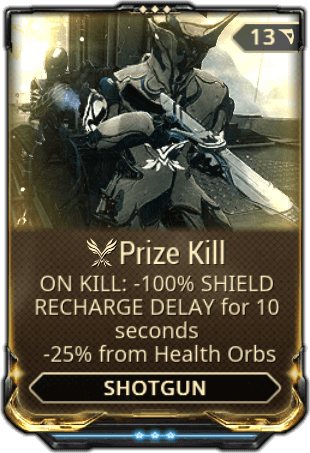 13
Prize Kill
ON KILL: -100% SHIELD
RECHARGE DELAY for 10
seconds
-25% from Health Orbs
SHOTGUN